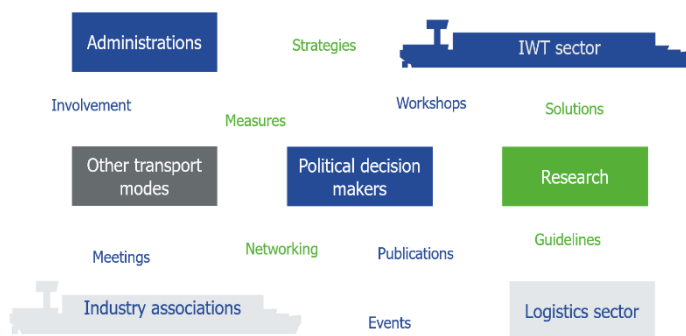 Administrations
Strategies
IWT sector
Involvement
Measures
Workshops
Solutions
Other transport
modes
Political decision
makers
Research
Meetings
Networking
Publications
Guidelines
Industry associations
Events
Logistics sector